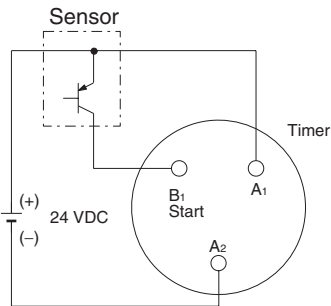 Sensor
Timer
B1
Start
A1
(+)
24 VDC
(−)
A2